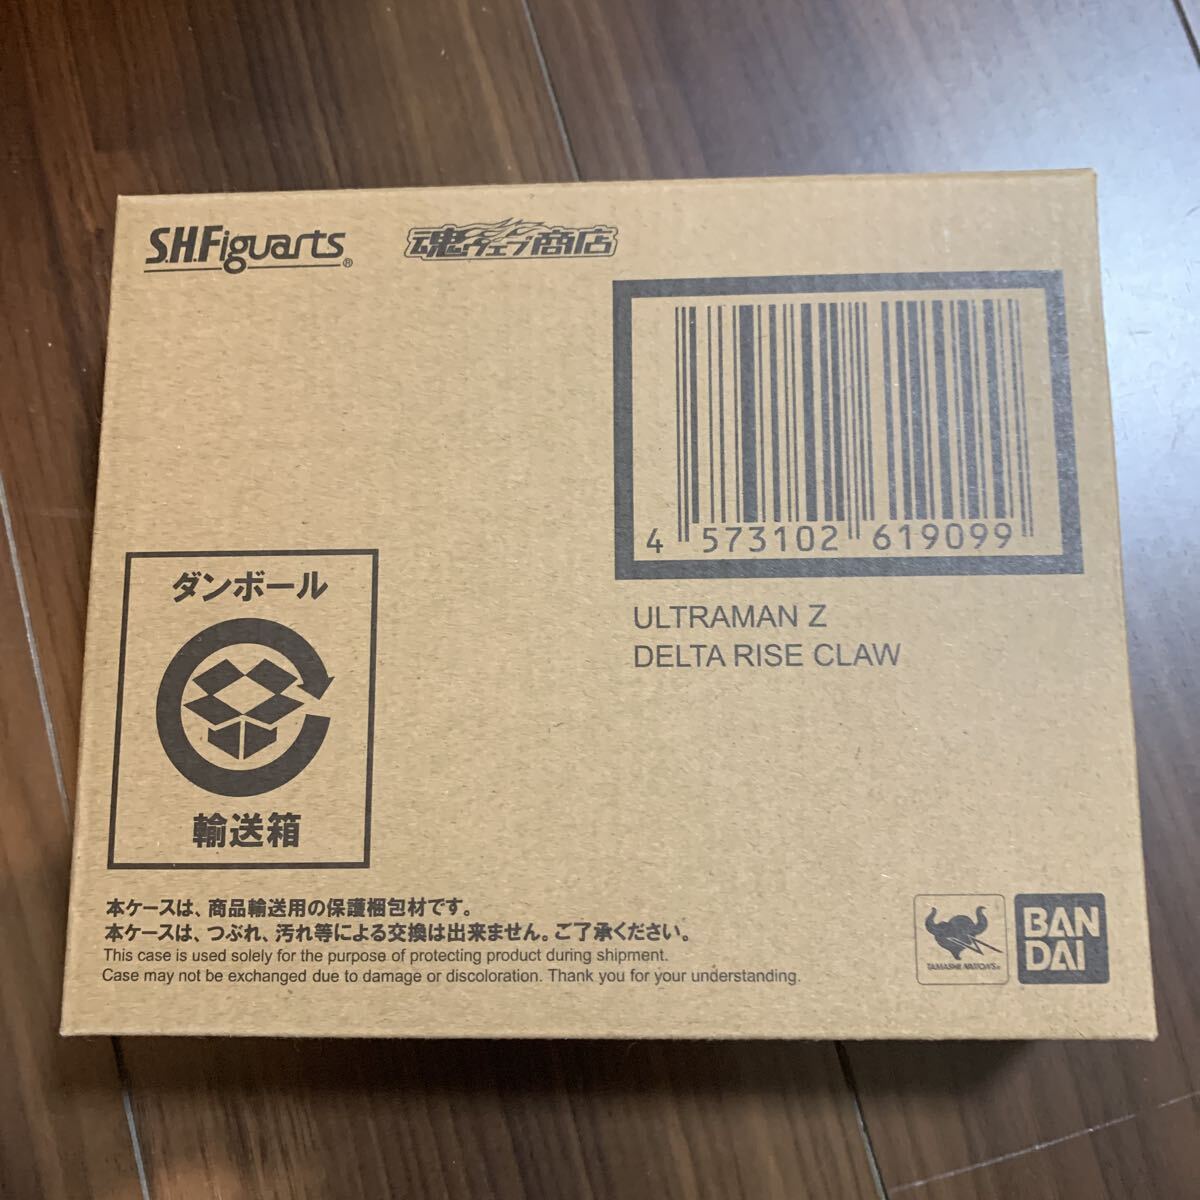 S.H.Figuarts®
魂ウェブ商店
4 573102 619099
ULTRAMAN Z
DELTA RISE CLAW
ダンボール
輸送箱
本ケースは、商品輸送用の保護梱包材です。
本ケースは、つぶれ、汚れ等による交換は出来ません。ご了承ください。
This case is used solely for the purpose of protecting product during shipment.
Case may not be exchanged due to damage or discoloration. Thank you for your understanding.
TAMASHII NATIONS®
BAN
DAI